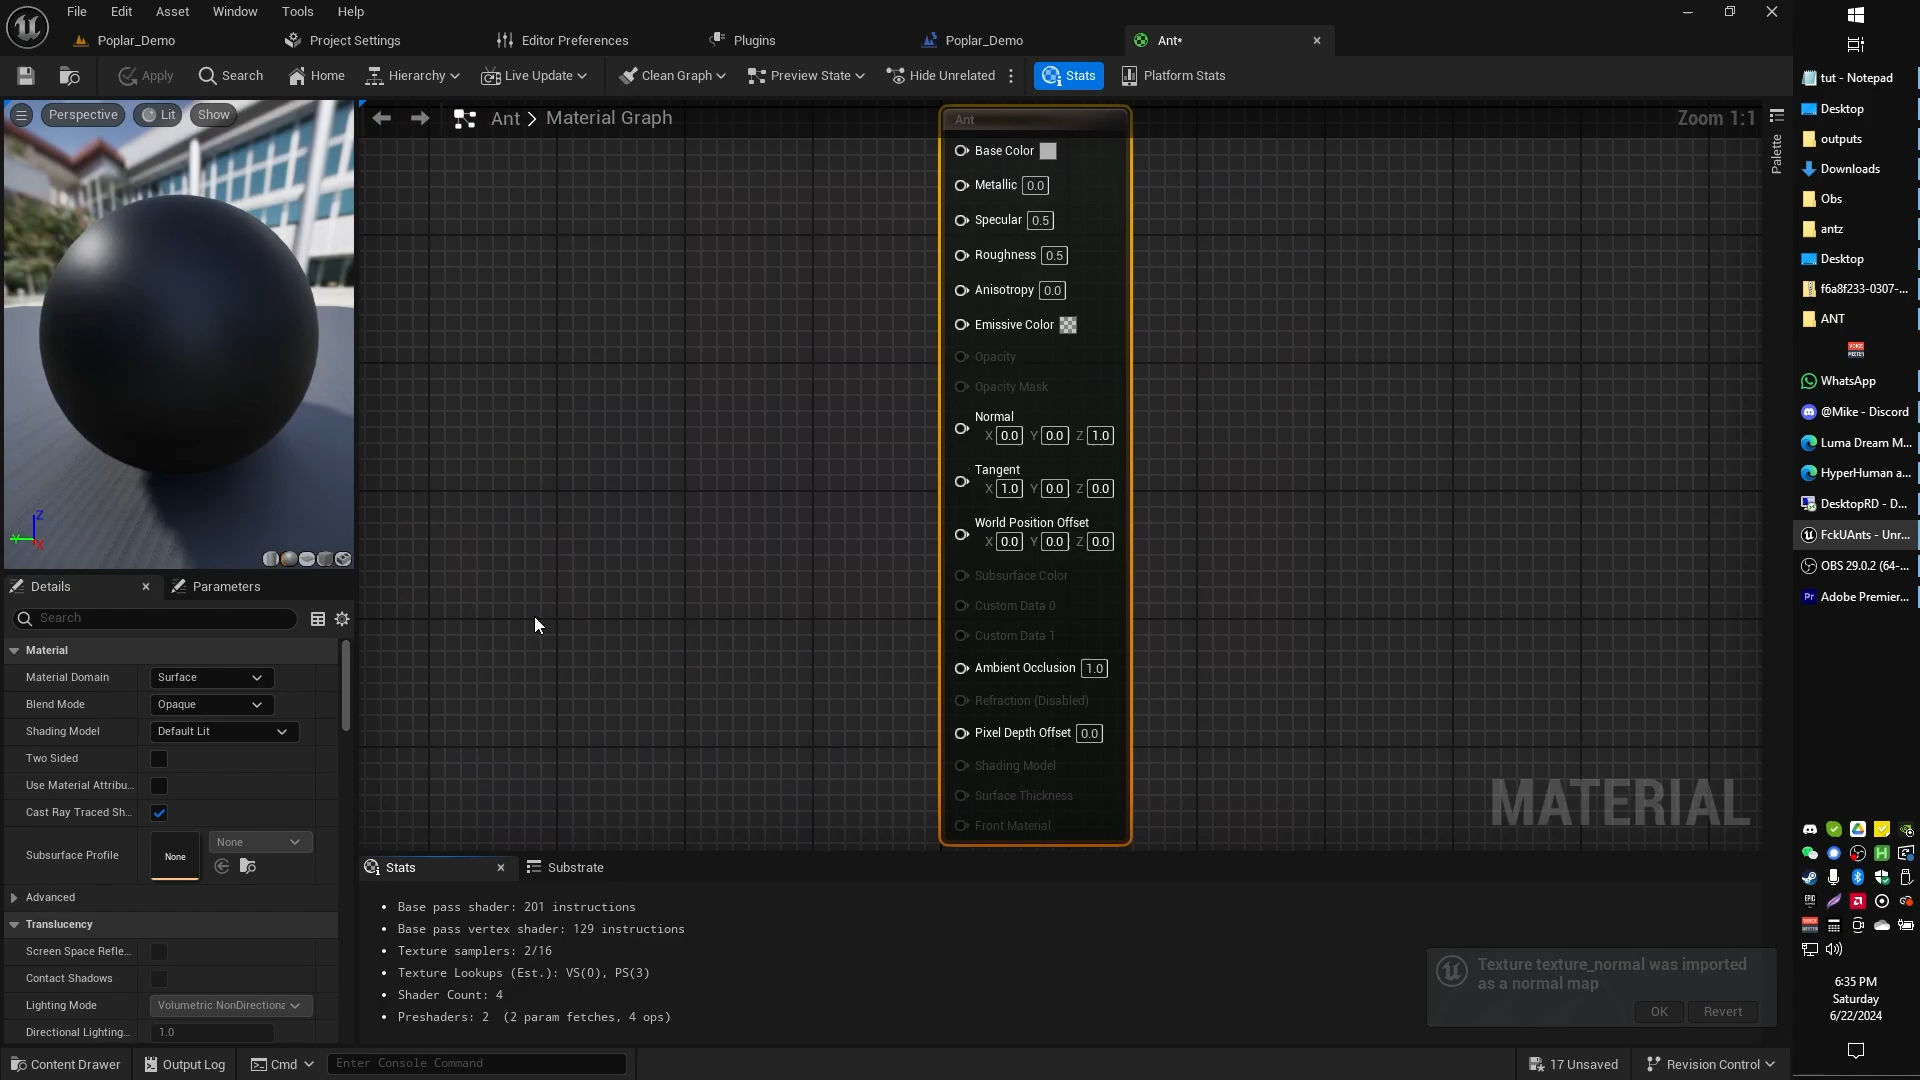 File Edit Asset Window Tools Help
Poplar_Demo Project Settings Editor Preferences Plugins Poplar_Demo Ant*
Apply Search Home Hierarchy Live Update Clean Graph Preview State Hide Unrelated Stats Platform Stats
Perspective Lit Show
Ant > Material Graph
Zoom 1:1
Palette
Ant
Base Color
Metallic 0.0
Specular 0.5
Roughness 0.5
Anisotropy 0.0
Emissive Color
Opacity
Opacity Mask
Normal
X 0.0 Y 0.0 Z 1.0
Tangent
X 1.0 Y 0.0 Z 0.0
World Position Offset
X 0.0 Y 0.0 Z 0.0
Subsurface Color
Custom Data 0
Custom Data 1
Ambient Occlusion 1.0
Refraction (Disabled)
Pixel Depth Offset 0.0
Shading Model
Surface Thickness
Front Material
MATERIAL
Z
Y
X
Details Parameters
Search
Material
Material Domain Surface
Blend Mode Opaque
Shading Model Default Lit
Two Sided
Use Material Attribu...
Cast Ray Traced Sh...
Subsurface Profile None None
Advanced
Translucency
Screen Space Refle...
Contact Shadows
Lighting Mode Volumetric NonDirectiona
Directional Lighting... 1.0
Stats Substrate
• Base pass shader: 201 instructions
• Base pass vertex shader: 129 instructions
• Texture samplers: 2/16
• Texture Lookups (Est.): VS(0), PS(3)
• Shader Count: 4
• Preshaders: 2 (2 param fetches, 4 ops)
Texture texture_normal was imported
as a normal map
OK Revert
Content Drawer Output Log Cmd Enter Console Command 17 Unsaved Revision Control
tut - Notepad
Desktop
outputs
Downloads
Obs
antz
Desktop
f6a8f233-0307-...
ANT
WhatsApp
@Mike - Discord
Luma Dream M...
HyperHuman a...
DesktopRD - D...
FckUAnts - Unr...
OBS 29.0.2 (64-...
Adobe Premier...
6:35 PM
Saturday
6/22/2024